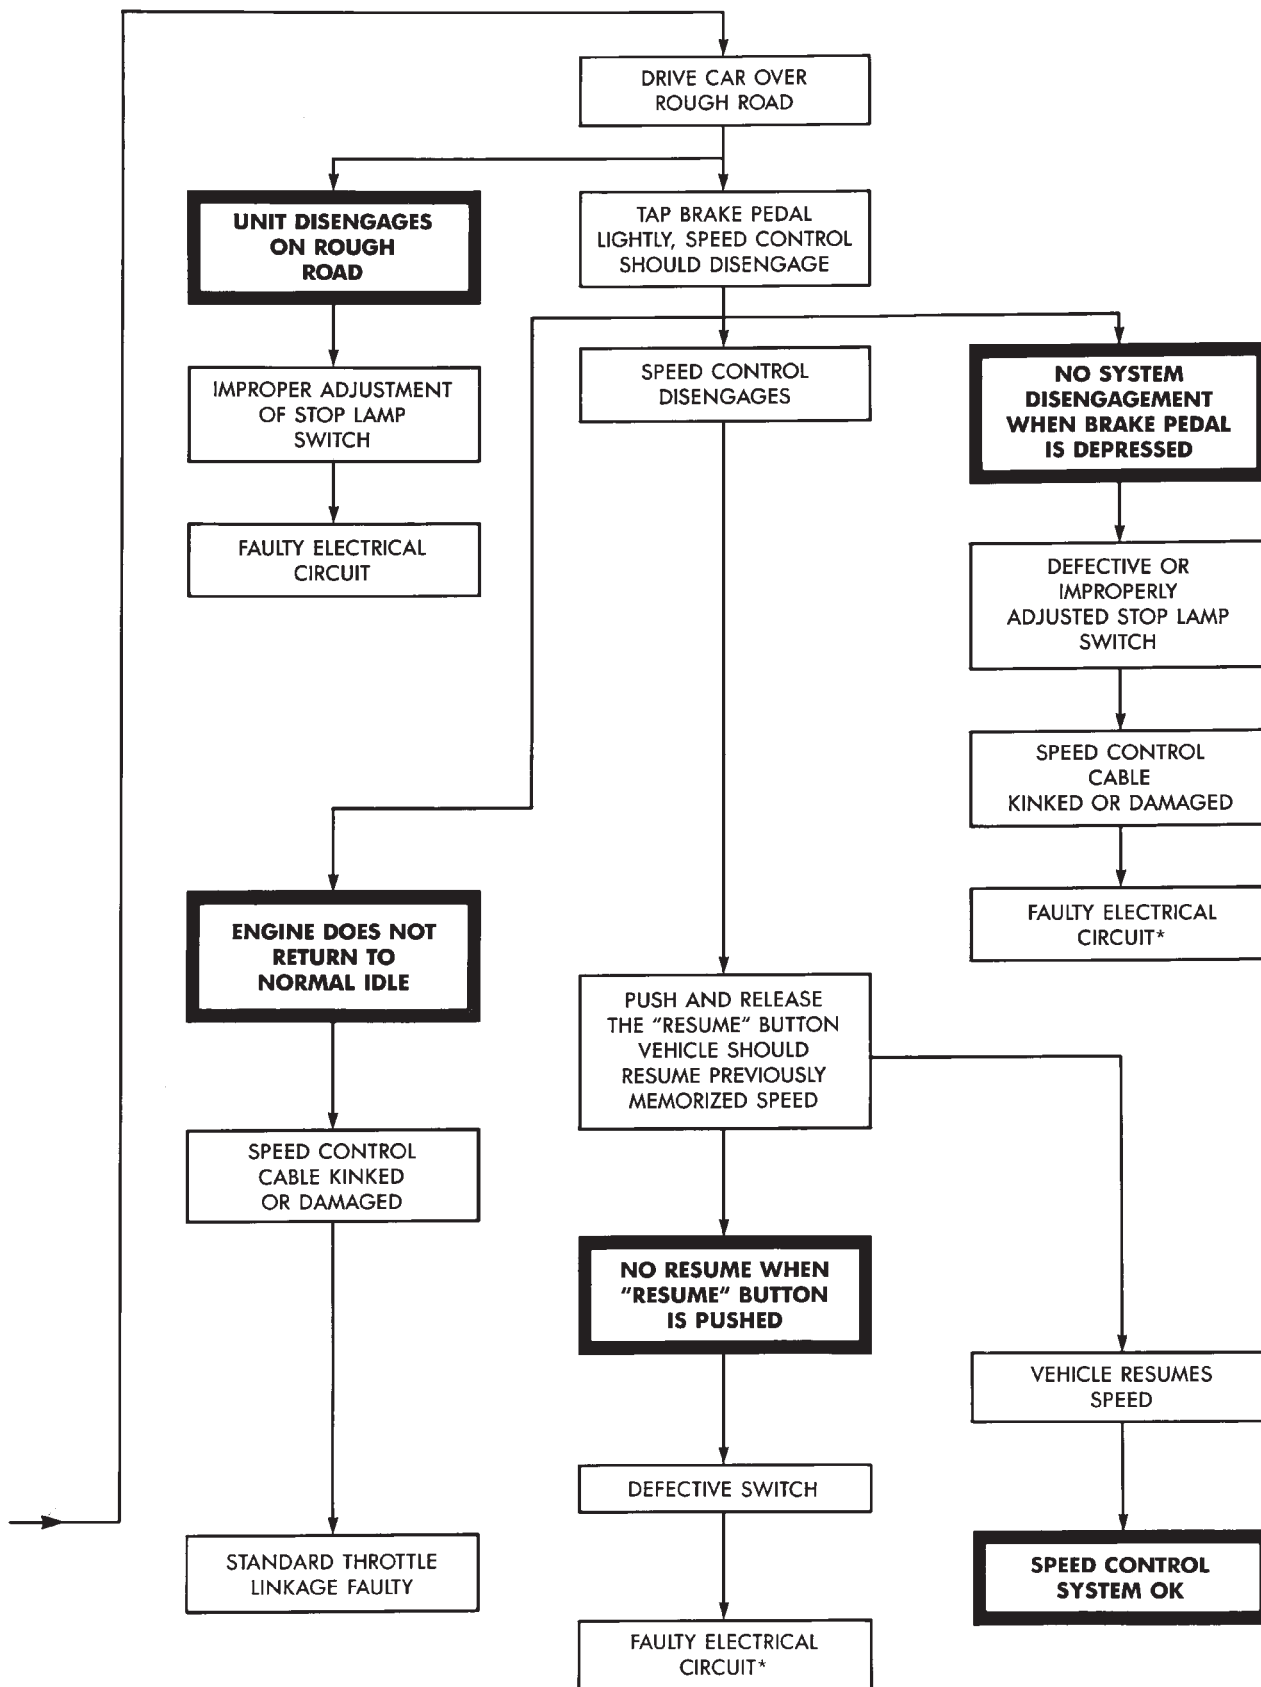 DRIVE CAR OVER
ROUGH ROAD
UNIT DISENGAGES
ON ROUGH
ROAD
TAP BRAKE PEDAL
LIGHTLY, SPEED CONTROL
SHOULD DISENGAGE
IMPROPER ADJUSTMENT
OF STOP LAMP
SWITCH
SPEED CONTROL
DISENGAGES
NO SYSTEM
DISENGAGEMENT
WHEN BRAKE PEDAL
IS DEPRESSED
FAULTY ELECTRICAL
CIRCUIT
DEFECTIVE OR
IMPROPERLY
ADJUSTED STOP LAMP
SWITCH
SPEED CONTROL
CABLE
KINKED OR DAMAGED
FAULTY ELECTRICAL
CIRCUIT*
ENGINE DOES NOT
RETURN TO
NORMAL IDLE
PUSH AND RELEASE
THE "RESUME" BUTTON
VEHICLE SHOULD
RESUME PREVIOUSLY
MEMORIZED SPEED
SPEED CONTROL
CABLE KINKED
OR DAMAGED
NO RESUME WHEN
"RESUME" BUTTON
IS PUSHED
VEHICLE RESUMES
SPEED
DEFECTIVE SWITCH
STANDARD THROTTLE
LINKAGE FAULTY
SPEED CONTROL
SYSTEM OK
FAULTY ELECTRICAL
CIRCUIT*